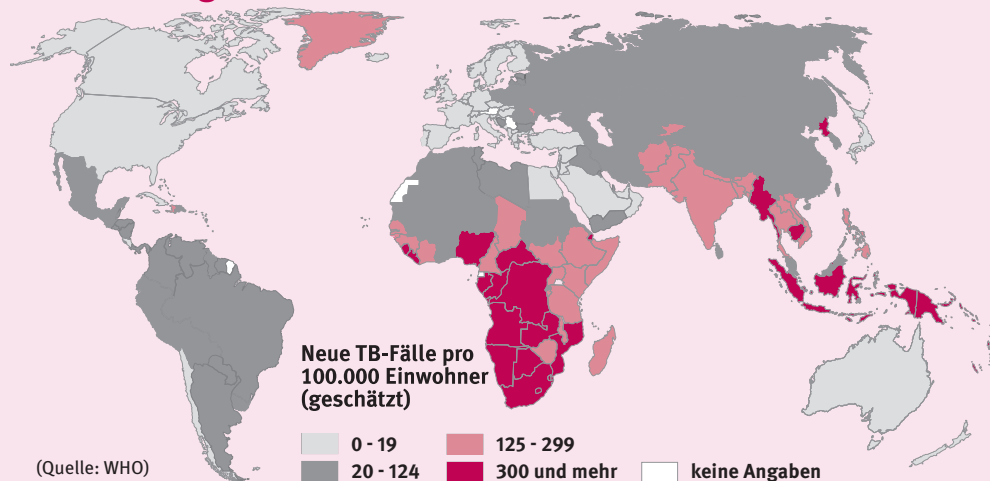 Neue TB-Fälle pro
100.000 Einwohner
(geschätzt)
0 - 19
125 - 299
20 - 124
300 und mehr
keine Angaben
(Quelle: WHO)